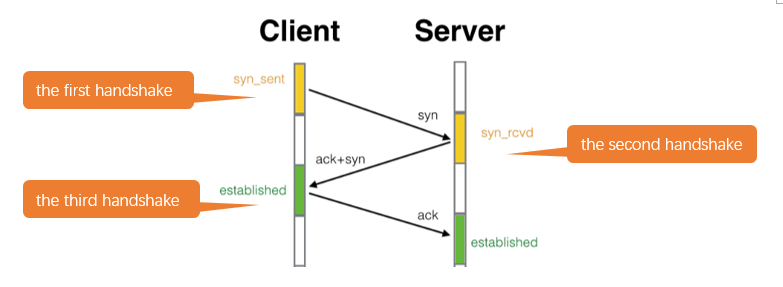 Client
Server
syn_sent
the first handshake
syn
syn_rcvd
the second handshake
ack+syn
established
the third handshake
ack
established